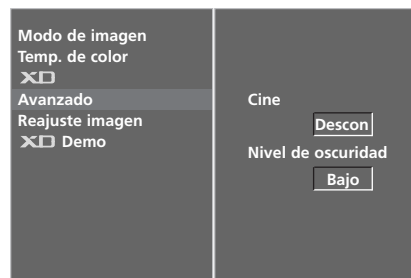 Modo de imagen
Temp. de color
XD
Avanzado
Reajuste imagen
XD Demo
Cine
Descon
Nivel de oscuridad
Bajo